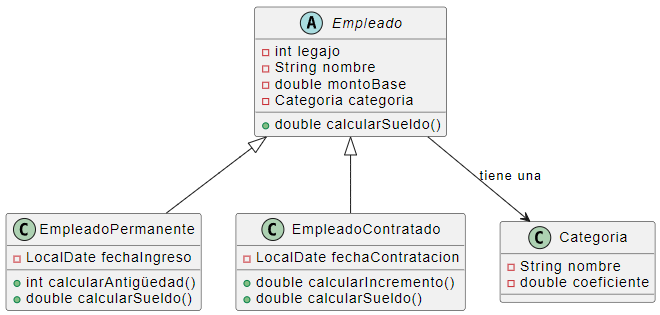 A Empleado
int legajo
String nombre
double montoBase
Categoria categoria
double calcularSueldo()
tiene una
C EmpleadoPermanente
LocalDate fechaIngreso
int calcularAntigüedad()
double calcularSueldo()
C EmpleadoContratado
LocalDate fechaContratacion
double calcularIncremento()
double calcularSueldo()
C Categoria
String nombre
double coeficiente